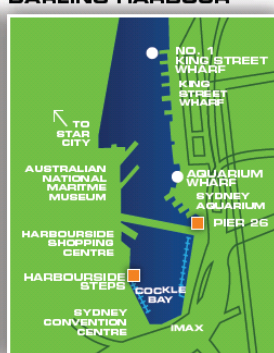 DARLING HARBOUR
NO. 1
KING STREET
WHARF
KING
STREET
WHARF
TO
STAR
CITY
AUSTRALIAN
NATIONAL
MARITME
MUSEUM
AQUARIUM
WHARF
SYDNEY
AQUARIUM
PIER 26
HARBOURSIDE
SHOPPING
CENTRE
HARBOURSIDE
STEPS
COCKLE
BAY
SYDNEY
CONVENTION
CENTRE
IMAX